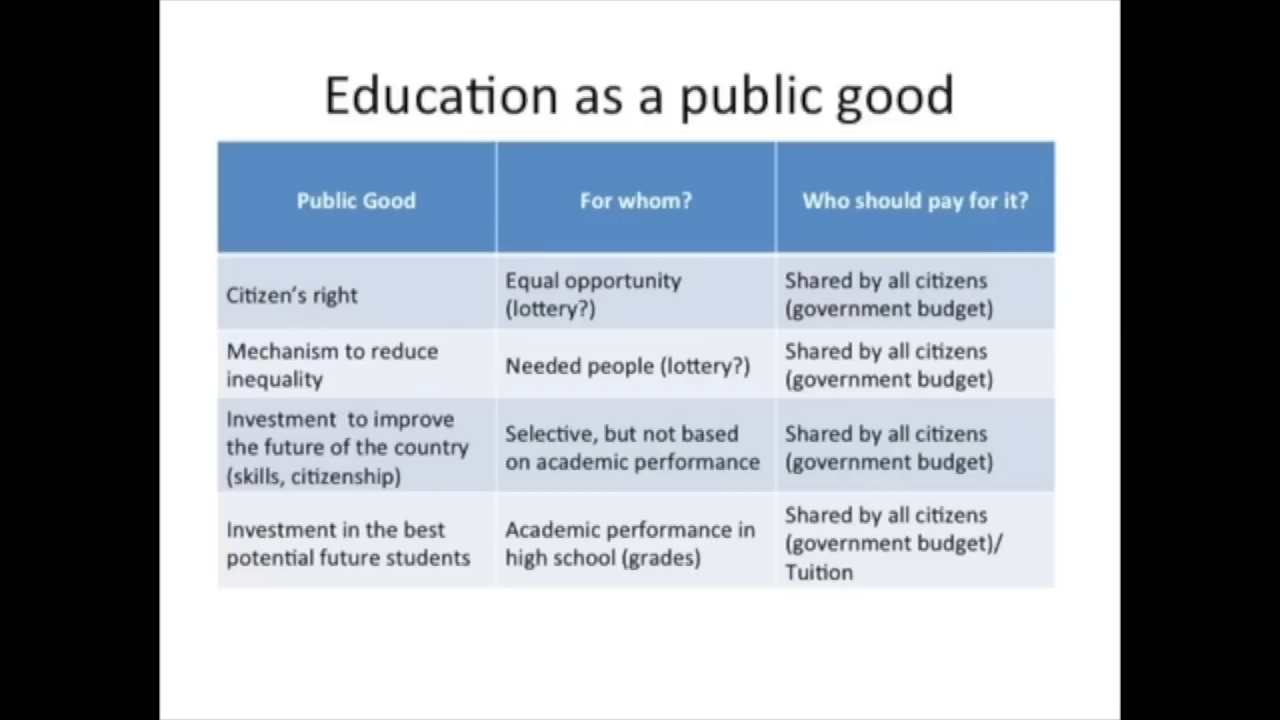 Education as a public good
Public Good
For whom?
Who should pay for it?
Citizen's right
Equal opportunity
(lottery?)
Shared by all citizens
(government budget)
Mechanism to reduce
inequality
Needed people (lottery?)
Shared by all citizens
(government budget)
Investment to improve
the future of the country
(skills, citizenship)
Selective, but not based
on academic performance
Shared by all citizens
(government budget)
Investment in the best
potential future students
Academic performance in
high school (grades)
Shared by all citizens
(government budget)/
Tuition